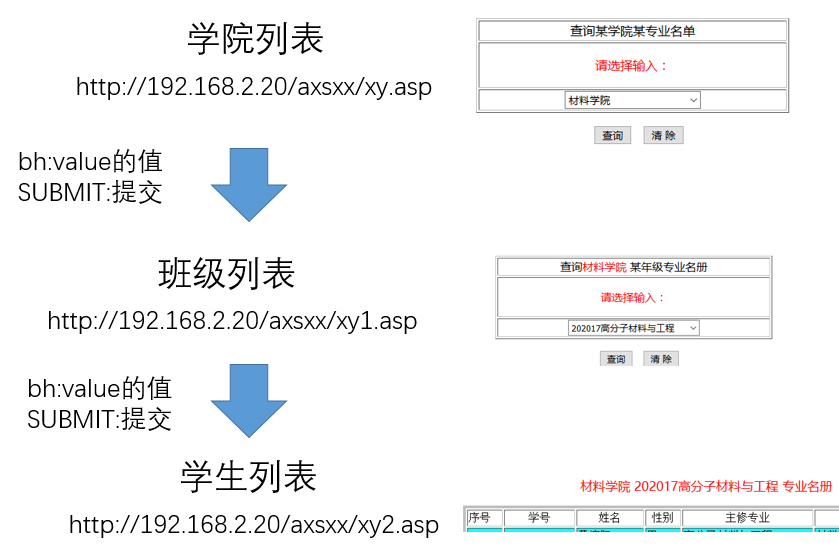 学院列表
http://192.168.2.20/axsxx/xy.asp
查询某学院某专业名单
请选择输入：
材料学院
查询 清 除
bh:value的值
SUBMIT:提交
班级列表
http://192.168.2.20/axsxx/xy1.asp
查询材料学院 某年级专业名册
请选择输入：
202017高分子材料与工程
查询 清 除
bh:value的值
SUBMIT:提交
学生列表
http://192.168.2.20/axsxx/xy2.asp
材料学院 202017高分子材料与工程 专业名册
序号 学号 姓名 性别 主修专业